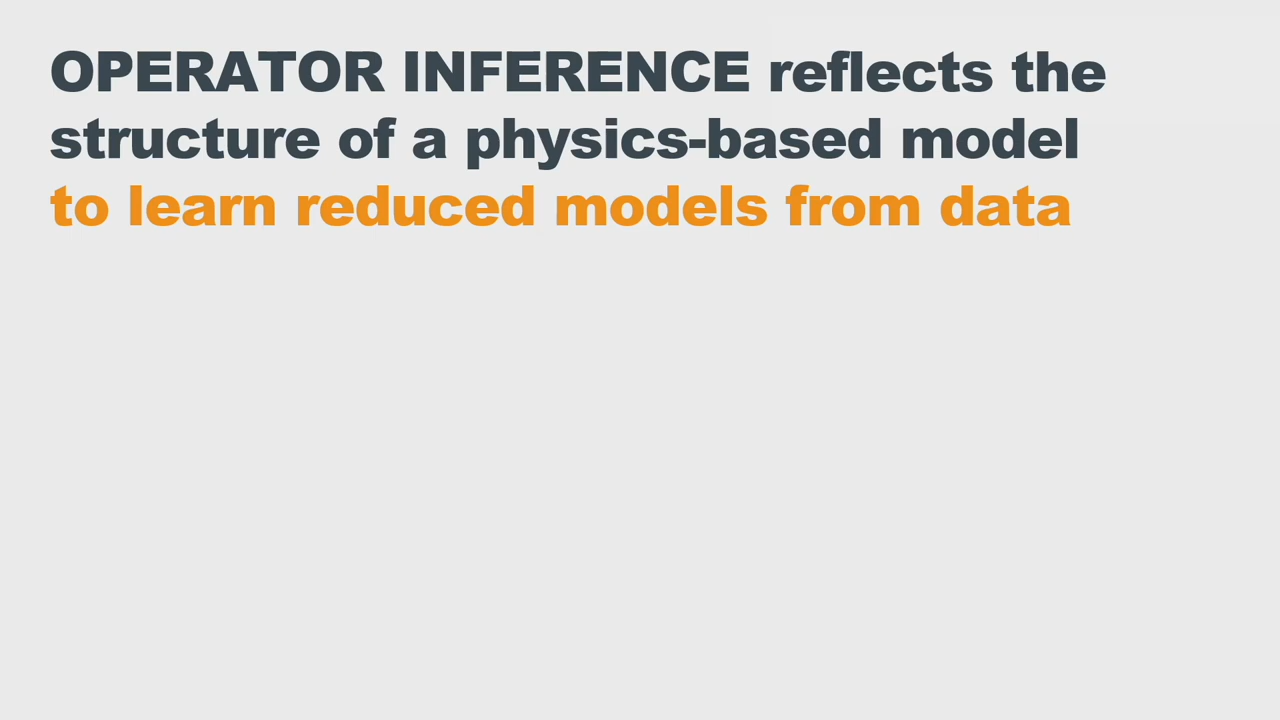 OPERATOR INFERENCE reflects the
structure of a physics-based model
to learn reduced models from data